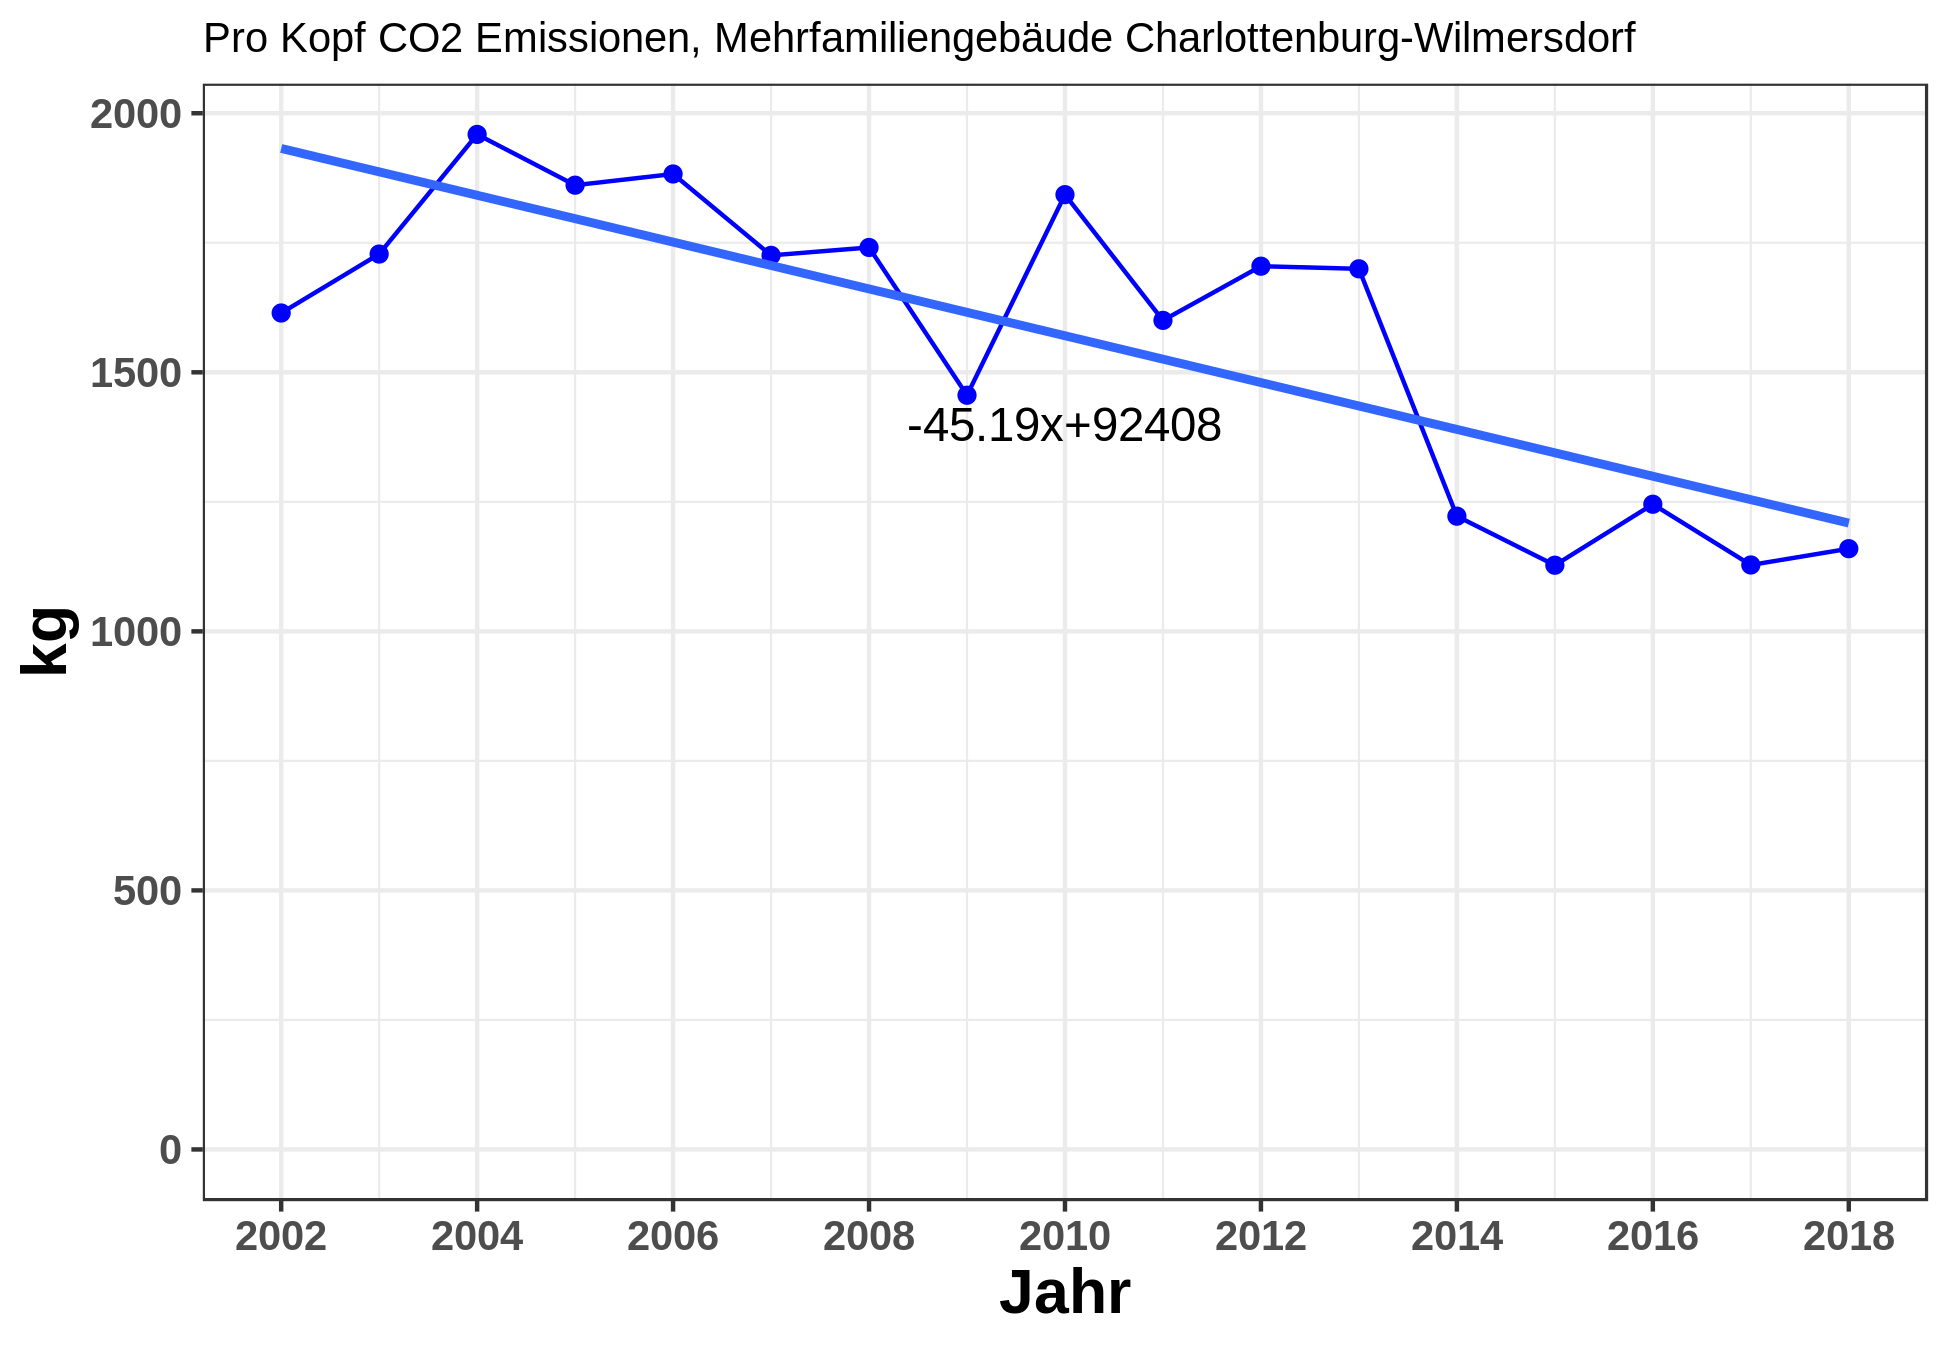 Pro Kopf CO2 Emissionen, Mehrfamiliengebäude Charlottenburg-Wilmersdorf
2000
1500
-45.19x+92408
kg
1000
500
0
2002 2004 2006 2008 2010 2012 2014 2016 2018
Jahr